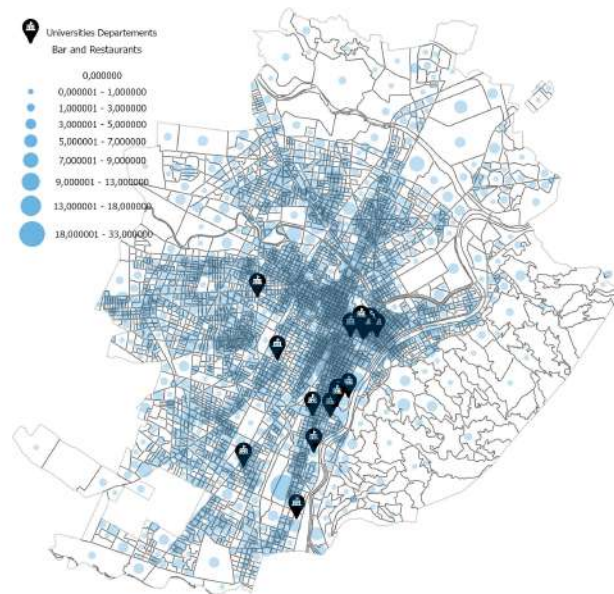 Universities Departements
Bar and Restaurants
0,000000
0,000001 - 1,000000
1,000001 - 3,000000
3,000001 - 5,000000
5,000001 - 7,000000
7,000001 - 9,000000
9,000001 - 13,000000
13,000001 - 18,000000
18,000001 - 33,000000